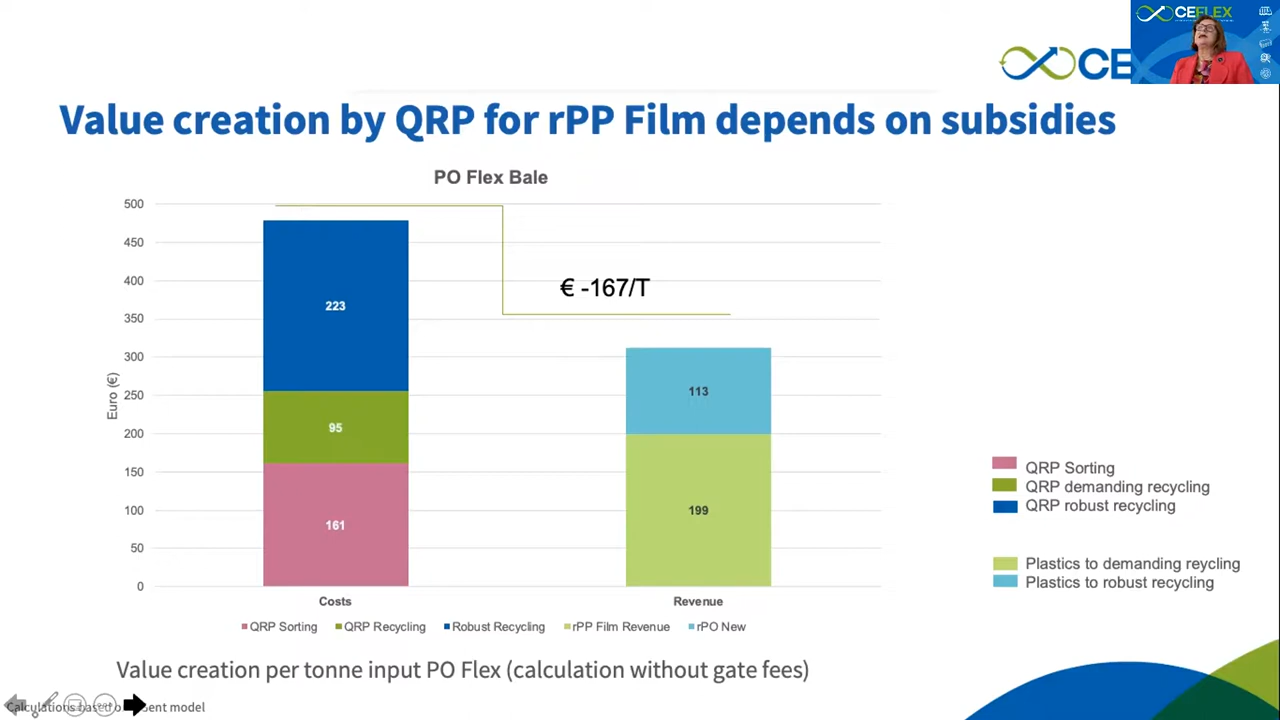 CEFLEX
CE
Value creation by QRP for rPP Film depends on subsidies
PO Flex Bale
500
450
400
350
300
250
200
150
100
50
0
Euro (€)
223
95
161
€ -167/T
113
199
Costs
Revenue
QRP Sorting
QRP Recycling
Robust Recycling
rPP Film Revenue
rPO New
QRP Sorting
QRP demanding recycling
QRP robust recycling
Plastics to demanding reycling
Plastics to robust recycling
Value creation per tonne input PO Flex (calculation without gate fees)
Calculations model